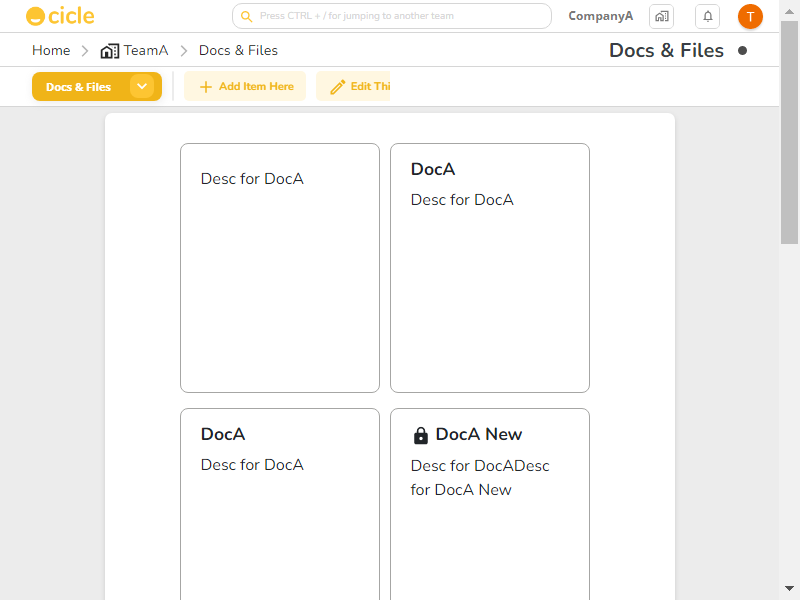 cicle
Press CTRL + / for jumping to another team
CompanyA
T
Home
TeamA
Docs & Files
Docs & Files
Docs & Files
Add Item Here
Edit Thi
Desc for DocA
DocA
Desc for DocA
DocA
Desc for DocA
DocA New
Desc for DocADesc
for DocA New